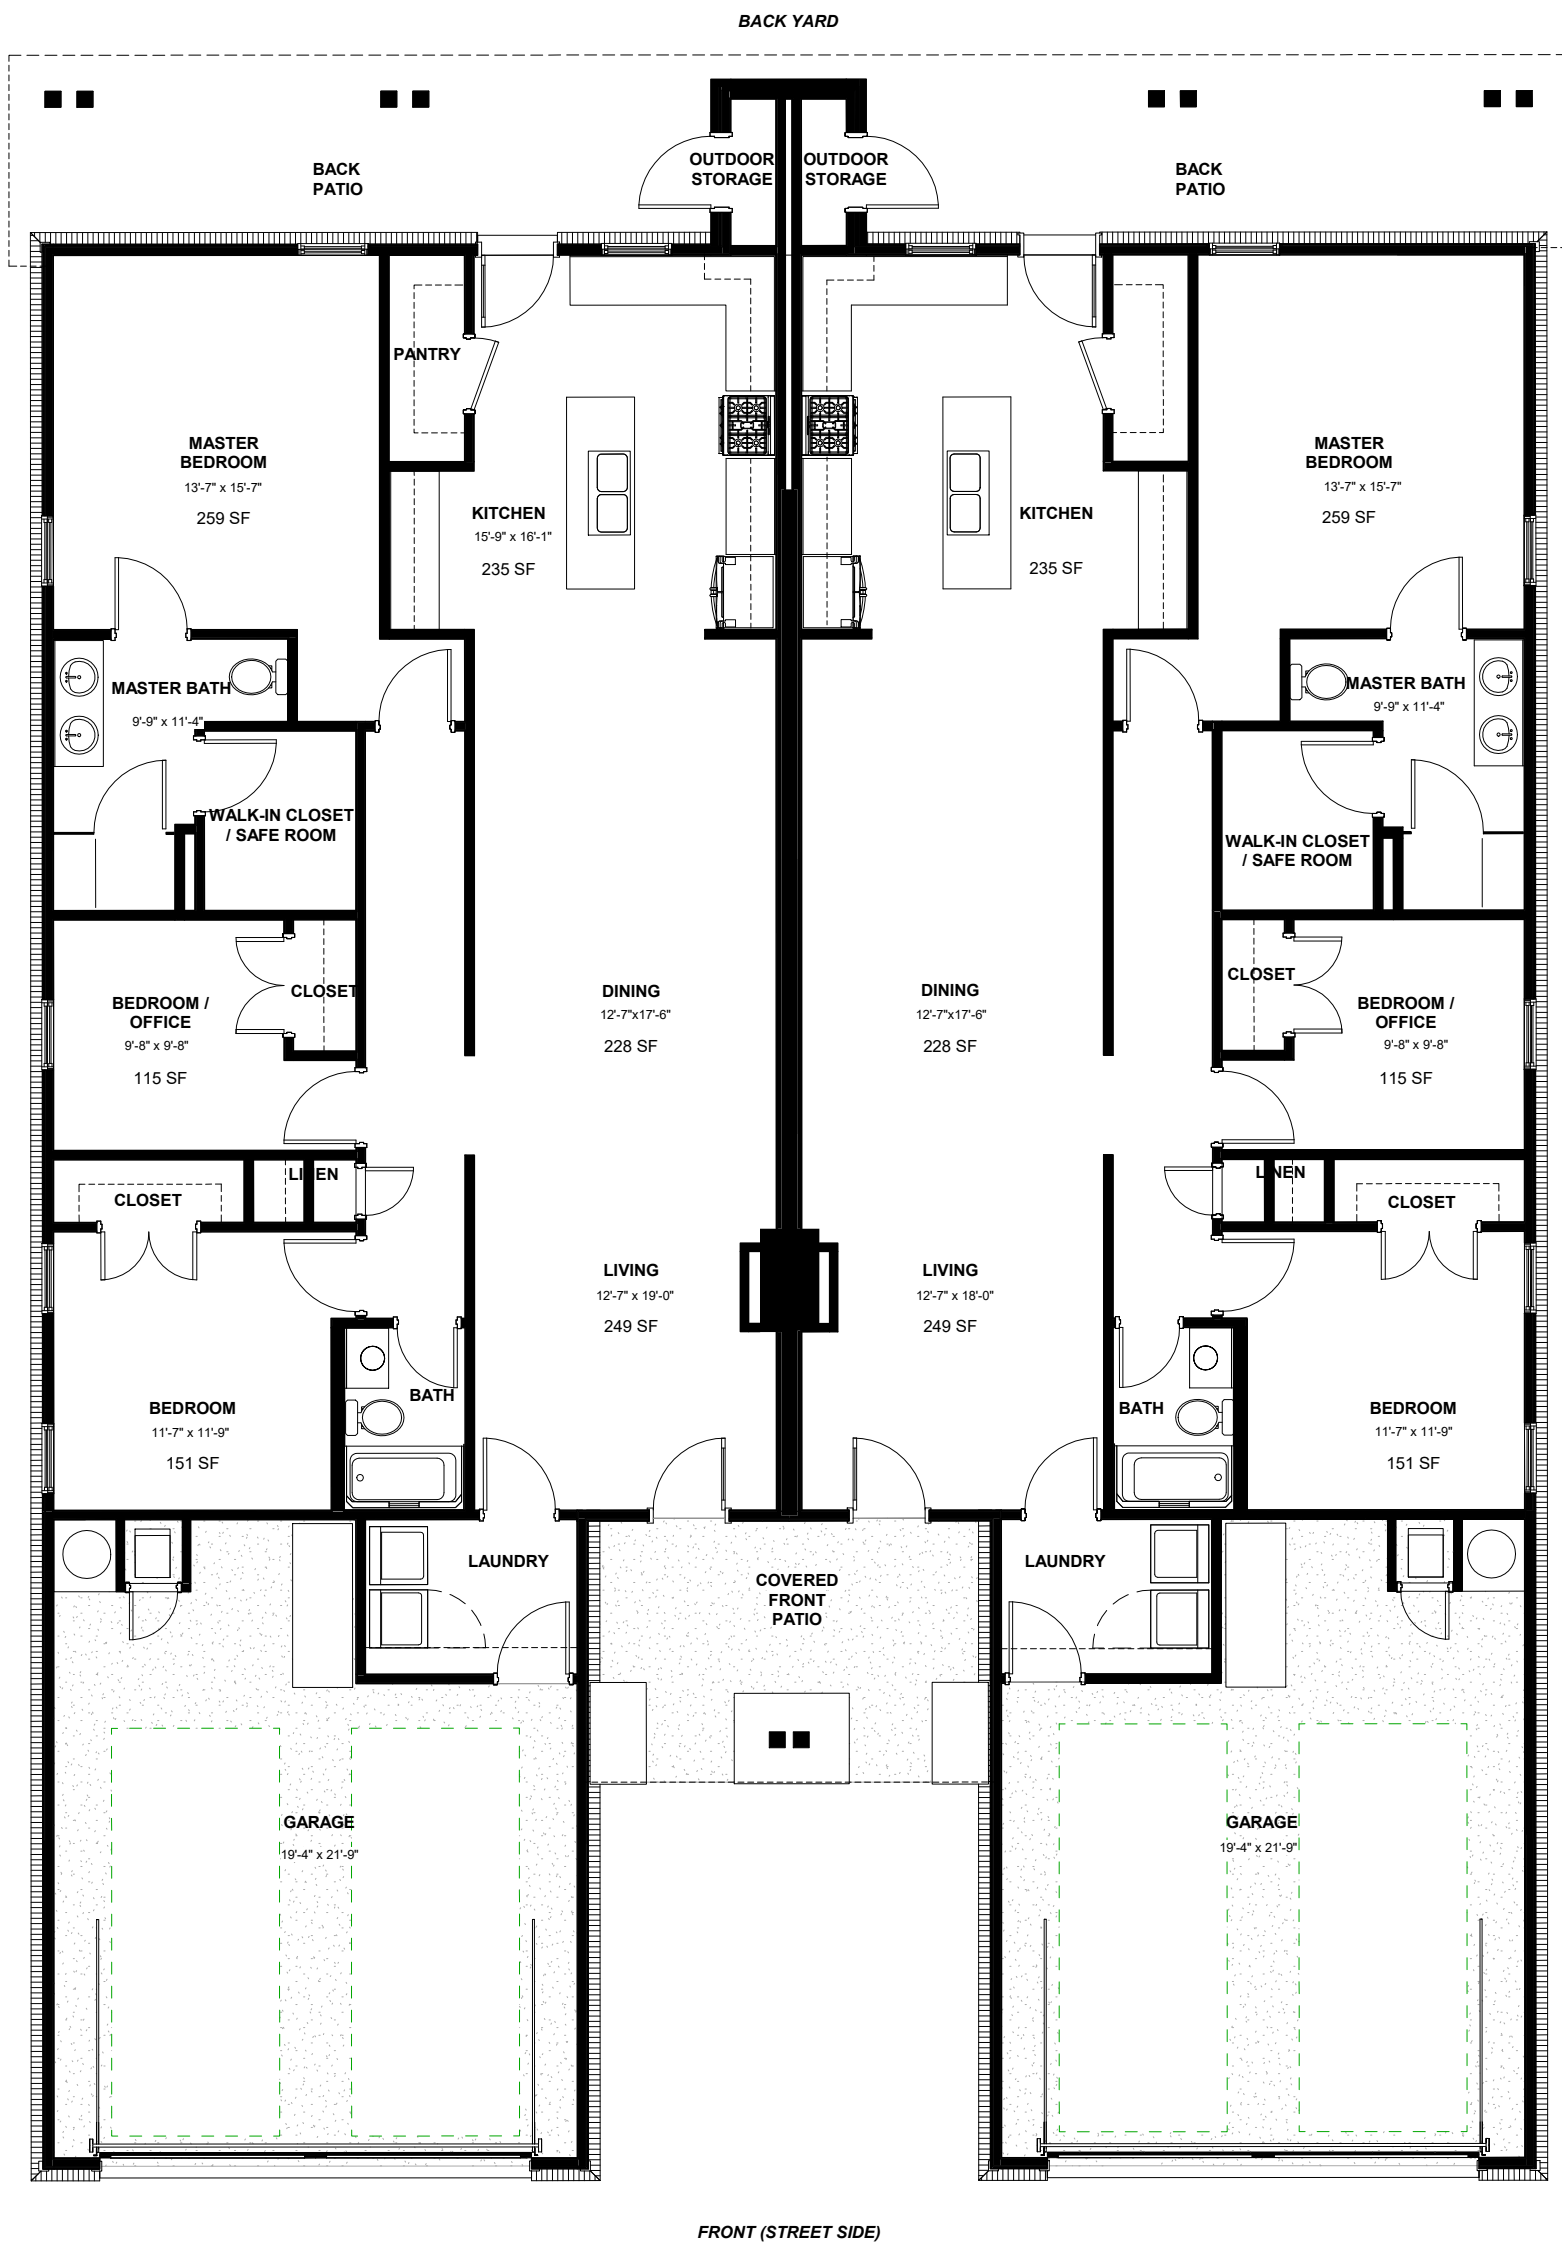 BACK YARD
BACK
PATIO
OUTDOOR
STORAGE
OUTDOOR
STORAGE
BACK
PATIO
PANTRY
MASTER
BEDROOM
13'-7" x 15'-7"
259 SF
KITCHEN
15'-9" x 16'-1"
235 SF
KITCHEN
235 SF
MASTER
BEDROOM
13'-7" x 15'-7"
259 SF
MASTER BATH
9'-9" x 11'-4"
MASTER BATH
9'-9" x 11'-4"
WALK-IN CLOSET
/ SAFE ROOM
WALK-IN CLOSET
/ SAFE ROOM
BEDROOM /
OFFICE
9'-8" x 9'-8"
115 SF
CLOSET
DINING
12'-7"x17'-6"
228 SF
DINING
12'-7"x17'-6"
228 SF
CLOSET
BEDROOM /
OFFICE
9'-8" x 9'-8"
115 SF
CLOSET
LINEN
LINEN
CLOSET
LIVING
12'-7" x 19'-0"
249 SF
LIVING
12'-7" x 18'-0"
249 SF
BEDROOM
11'-7" x 11'-9"
151 SF
BATH
BATH
BEDROOM
11'-7" x 11'-9"
151 SF
LAUNDRY
COVERED
FRONT
PATIO
LAUNDRY
GARAGE
19'-4" x 21'-9"
GARAGE
19'-4" x 21'-9"
FRONT (STREET SIDE)